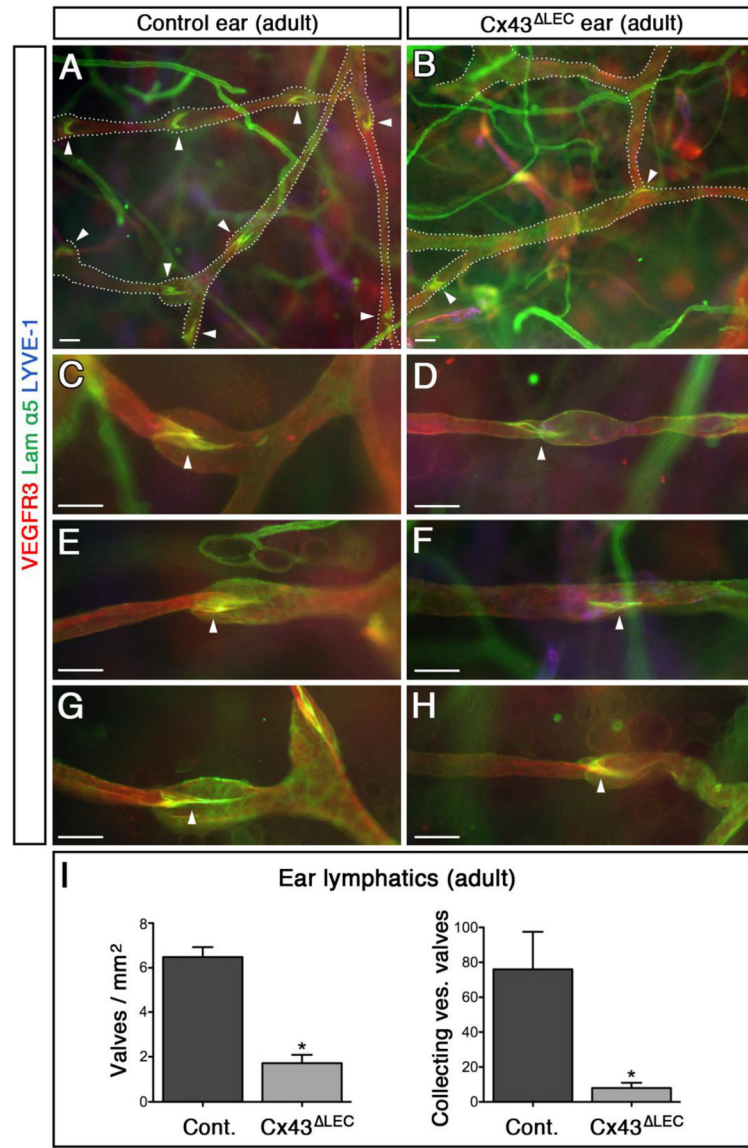 Control ear (adult)
Cx43ΔLEC ear (adult)
A
B
VEGFR3 Lam α5 LYVE-1
C
D
E
F
G
H
I
Ear lymphatics (adult)
Valves / mm2
8
6
4
2
0
*
Cont.
Cx43ΔLEC
Collecting ves. valves
100
80
60
40
20
0
*
Cont.
Cx43ΔLEC